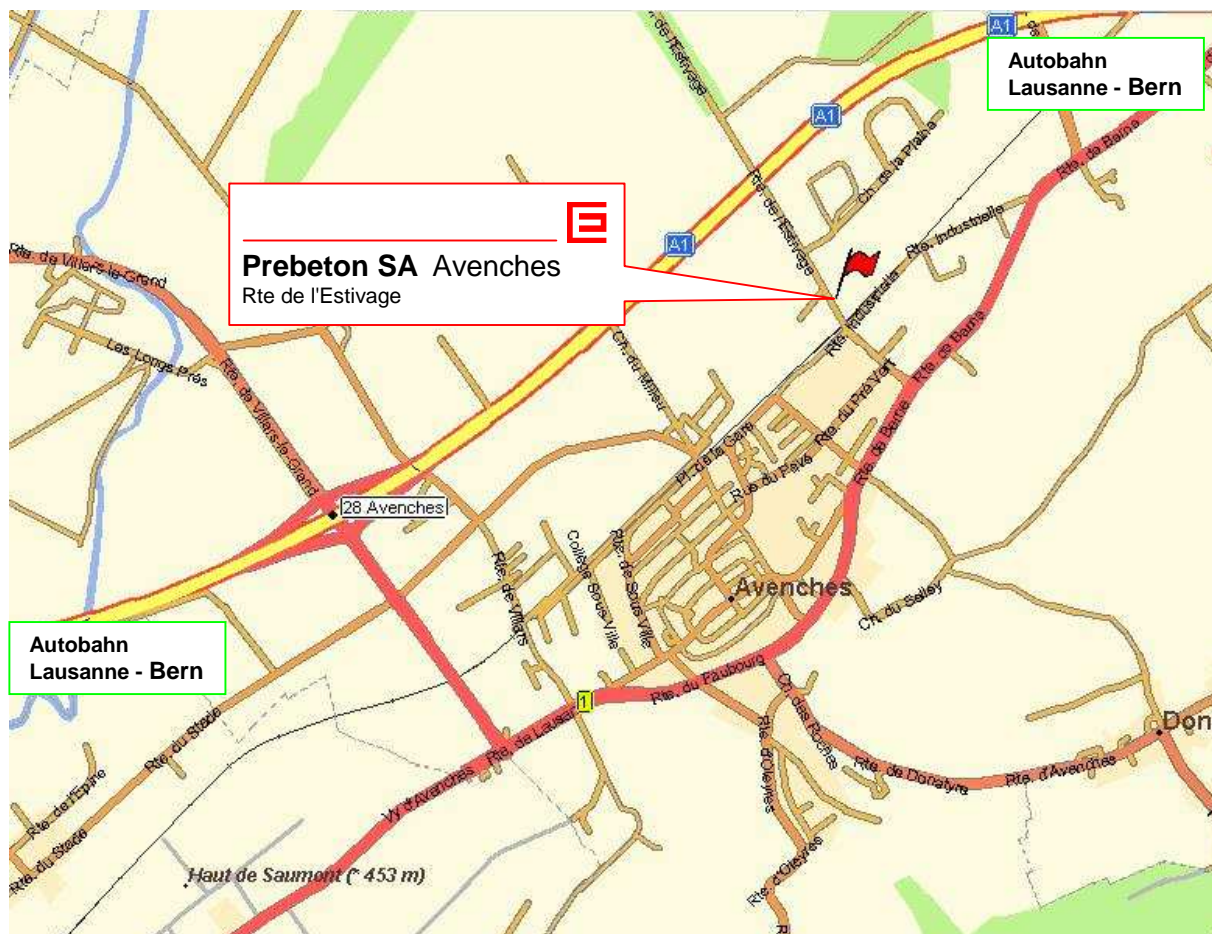 A1
de l'Estivage
Autobahn
Lausanne - Bern
A1
Rte. de Berne
Ch. de la Plaine
Rte. de l'Estivage
A1
Rte. Industrielle
Prebeton SA Avenches
Rte de l'Estivage
Rte. de Villars-le-Grand
Les Longs Prés
Rte. de Villars-le-Grand
Ch. du Milieu
Rte. Industrielle
Rte. de Berne
Rte. du Pré Vert
Pl. de la Gare
Rue du Pavé
Rte. de Berne
28 Avenches
Rte. de Villars
Collège Sous-Ville
Rte. de Sous-Ville
Avenches
Ch. du Selley
Autobahn
Lausanne - Bern
Rte. du Faubourg
1
Rte. de Lausan
Rte. du Stade
Ch. des Roches
Don
Rte. d'Oleyres
Rte. de Donatyre
Rte. d'Avenches
Vy d'Avenches
Rte. de l'Epine
Rte. du Stade
Haut de Saumont (* 453 m)
Rte. d'Oleyres